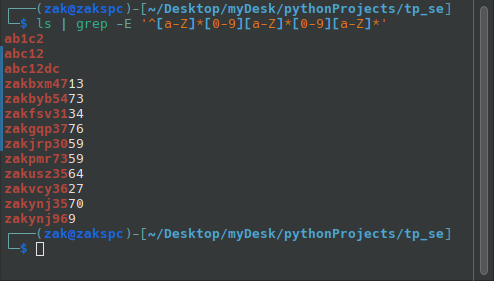 ┌──(zak@zakspc)-[~/Desktop/myDesk/pythonProjects/tp_se]
└─$ ls | grep -E '^[a-Z]*[0-9][a-Z]*[0-9][a-Z]*'
ab1c2
abc12
abc12dc
zakbxm4713
zakbyb5473
zakfsv3134
zakgqp3776
zakjrp3059
zakpmr7359
zakusz3564
zakvcy3627
zakynj3570
zakynj969
┌──(zak@zakspc)-[~/Desktop/myDesk/pythonProjects/tp_se]
└─$